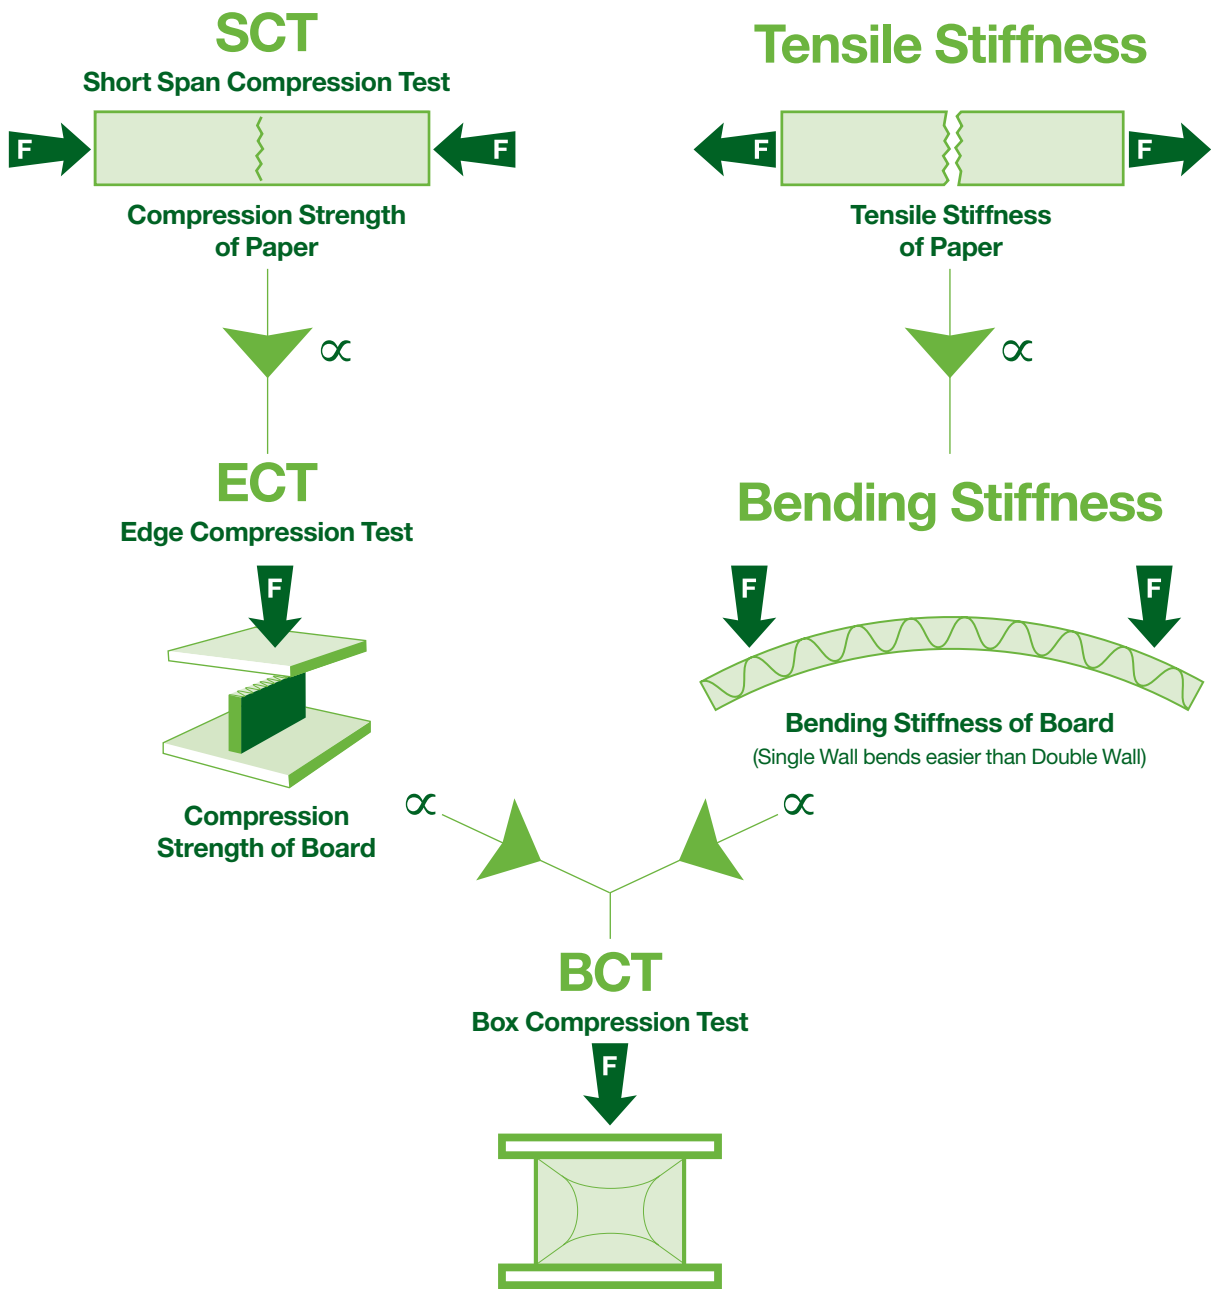 SCT
Short Span Compression Test
F
F
Compression Strength
of Paper
∝
Tensile Stiffness
F
F
Tensile Stiffness
of Paper
∝
ECT
Edge Compression Test
F
Compression
Strength of Board
∝
Bending Stiffness
F
F
Bending Stiffness of Board
(Single Wall bends easier than Double Wall)
∝
BCT
Box Compression Test
F